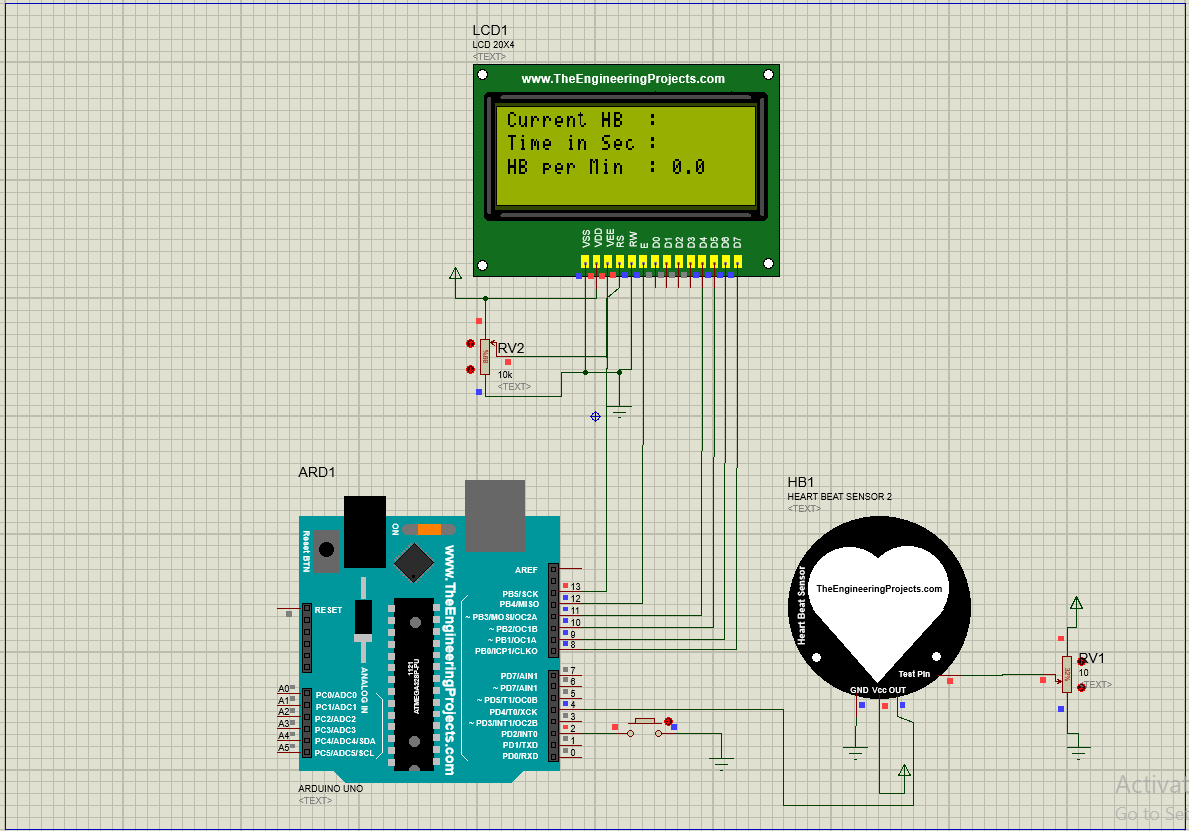 LCD1
LCD 20X4
<TEXT>
www.TheEngineeringProjects.com
Current HB :
Time in Sec :
HB per Min : 0.0
VSS
VDD
VEE
RS
RW
E
D0
D1
D2
D3
D4
D5
D6
D7
RV2
89%
10k
<TEXT>
ARD1
Reset BTN
ON
www.TheEngineeringProjects.com
AREF
RESET
PB5/SCK
13
PB4/MISO
12
~ PB3/MOSI/OC2A
11
~ PB2/OC1B
10
~ PB1/OC1A
9
PB0/ICP1/CLKO
8
PD7/AIN1
7
~ PD7/AIN1
6
~ PD5/T1/OC0B
5
PD4/T0/XCK
4
~ PD3/INT1/OC2B
3
PD2/INT0
2
PD1/TXD
1
PD0/RXD
0
ANALOG IN
1121
ATMEGA328P-PU
A0
PC0/ADC0
A1
PC1/ADC1
A2
PC2/ADC2
A3
PC3/ADC3
A4
PC4/ADC4/SDA
A5
PC5/ADC5/SCL
ARDUINO UNO
<TEXT>
HB1
HEART BEAT SENSOR 2
<TEXT>
Heart Beat Sensor
TheEngineeringProjects.com
Test Pin
GND Vcc OUT
RV1
32%
10
<TEXT>
Activat
Go to Se